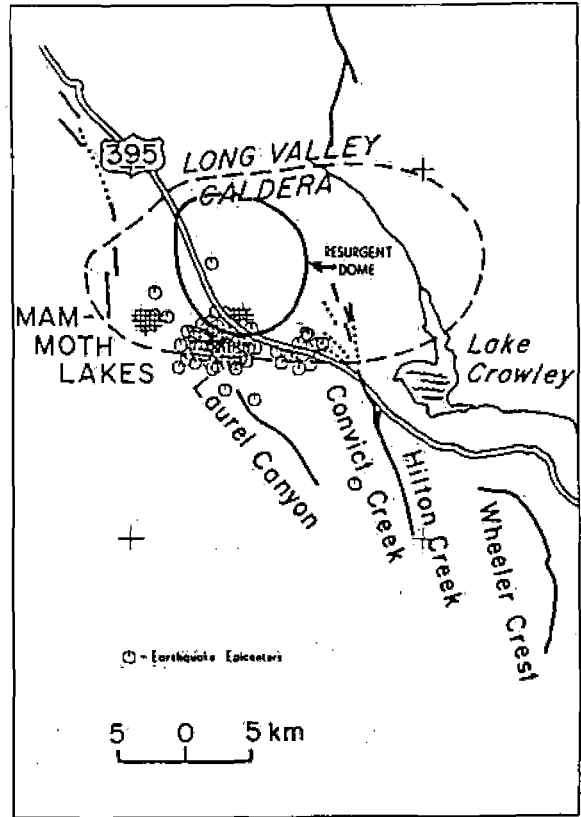 395
LONG VALLEY
CALDERA
RESURGENT
DOME
MAM-
MOTH
LAKES
Lake
Crowley
Laurel Canyon
Convict Creek
Hilton Creek
Wheeler Crest
- Earthquake Epicenters
5 0 5 km